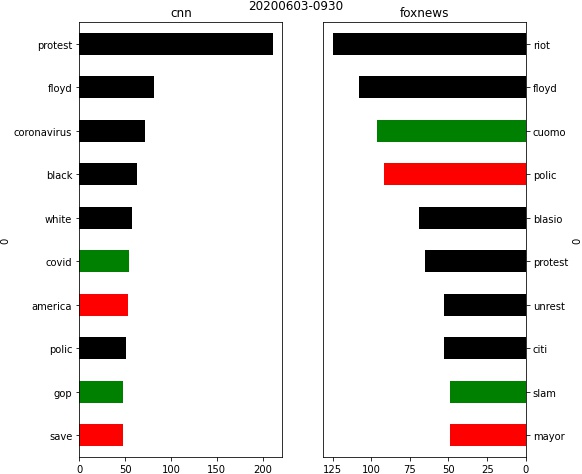 20200603-0930
cnn
foxnews
protest
floyd
coronavirus
black
white
covid
america
polic
gop
save
0
0 50 100 150 200
riot
floyd
cuomo
polic
blasio
protest
unrest
citi
slam
mayor
0
125 100 75 50 25 0